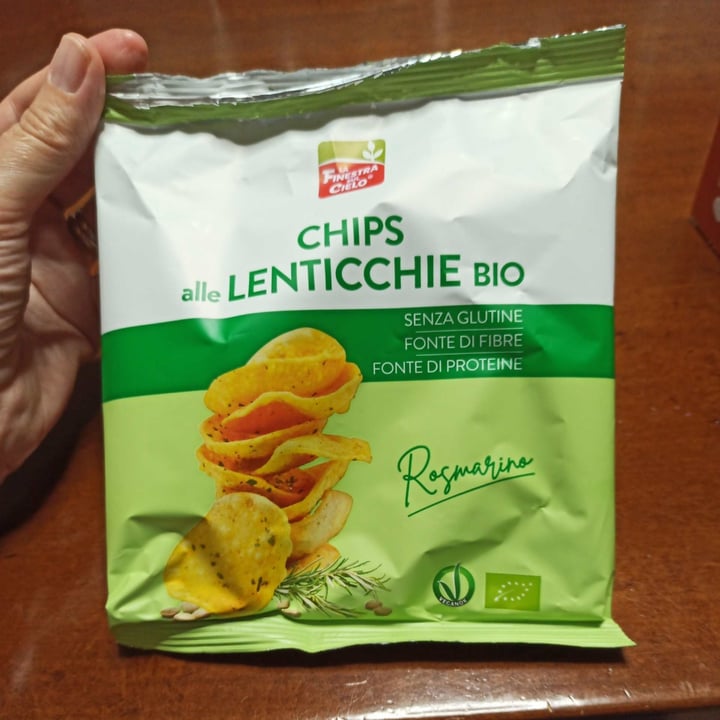 LA
FINESTRA
SUL
CIELO®
CHIPS
alle LENTICCHIE BIO
SENZA GLUTINE
FONTE DI FIBRE
FONTE DI PROTEINE
Rosmarino
VEGANOK